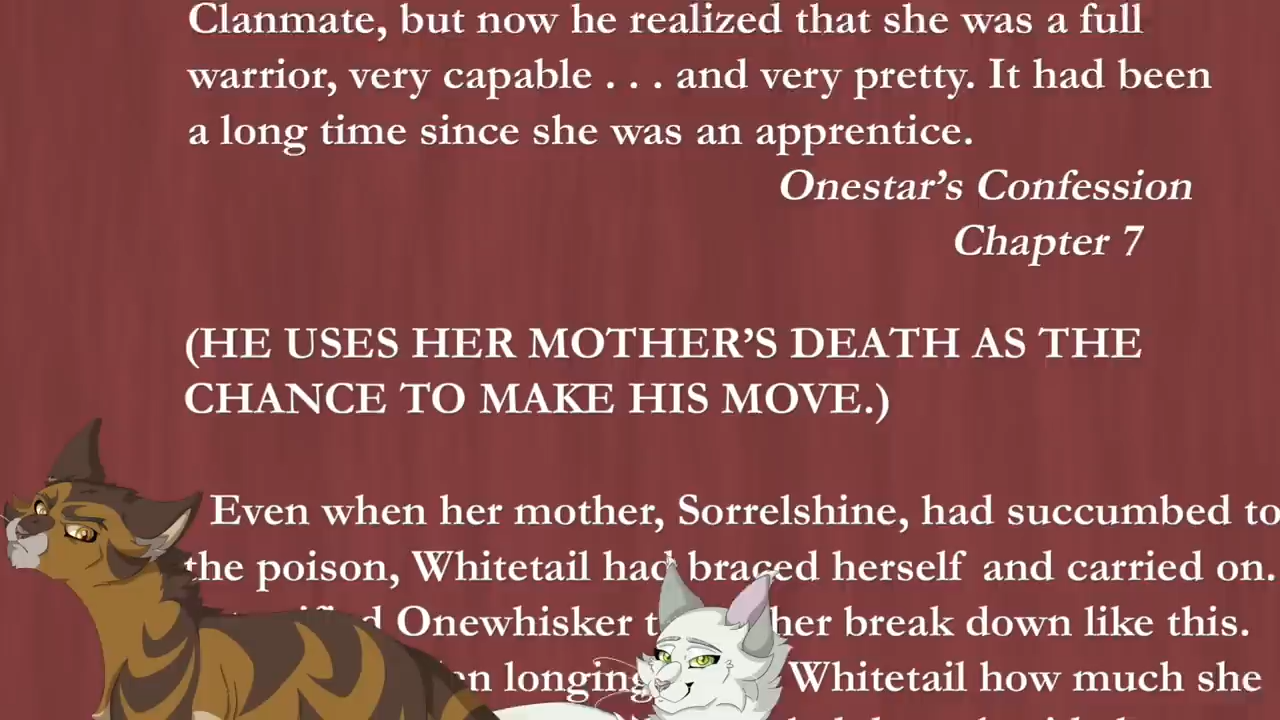 Clanmate, but now he realized that she was a full
warrior, very capable . . . and very pretty. It had been
a long time since she was an apprentice.
Onestar's Confession
Chapter 7
(HE USES HER MOTHER'S DEATH AS THE
CHANCE TO MAKE HIS MOVE.)
Even when her mother, Sorrelshine, had succumbed to
the poison, Whitetail had braced herself and carried on.
Onewhisker her break down like this.
longing Whitetail how much she